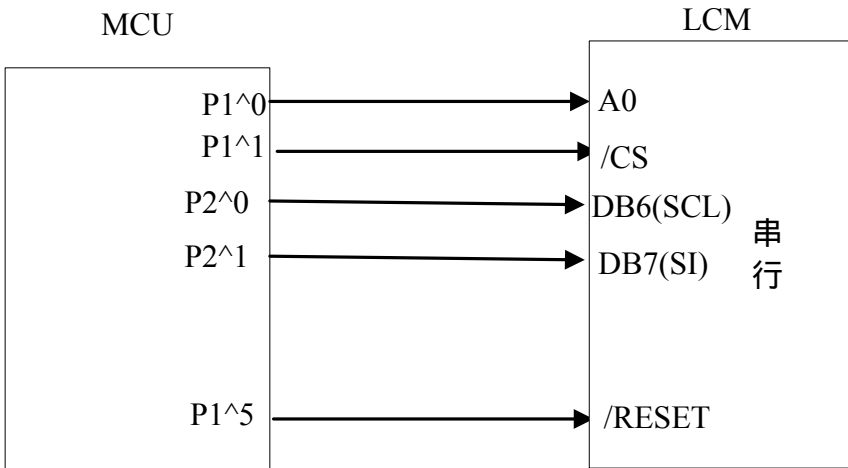 MCU
LCM
P1^0
A0
P1^1
/CS
P2^0
DB6(SCL)
P2^1
DB7(SI)
串
行
P1^5
/RESET